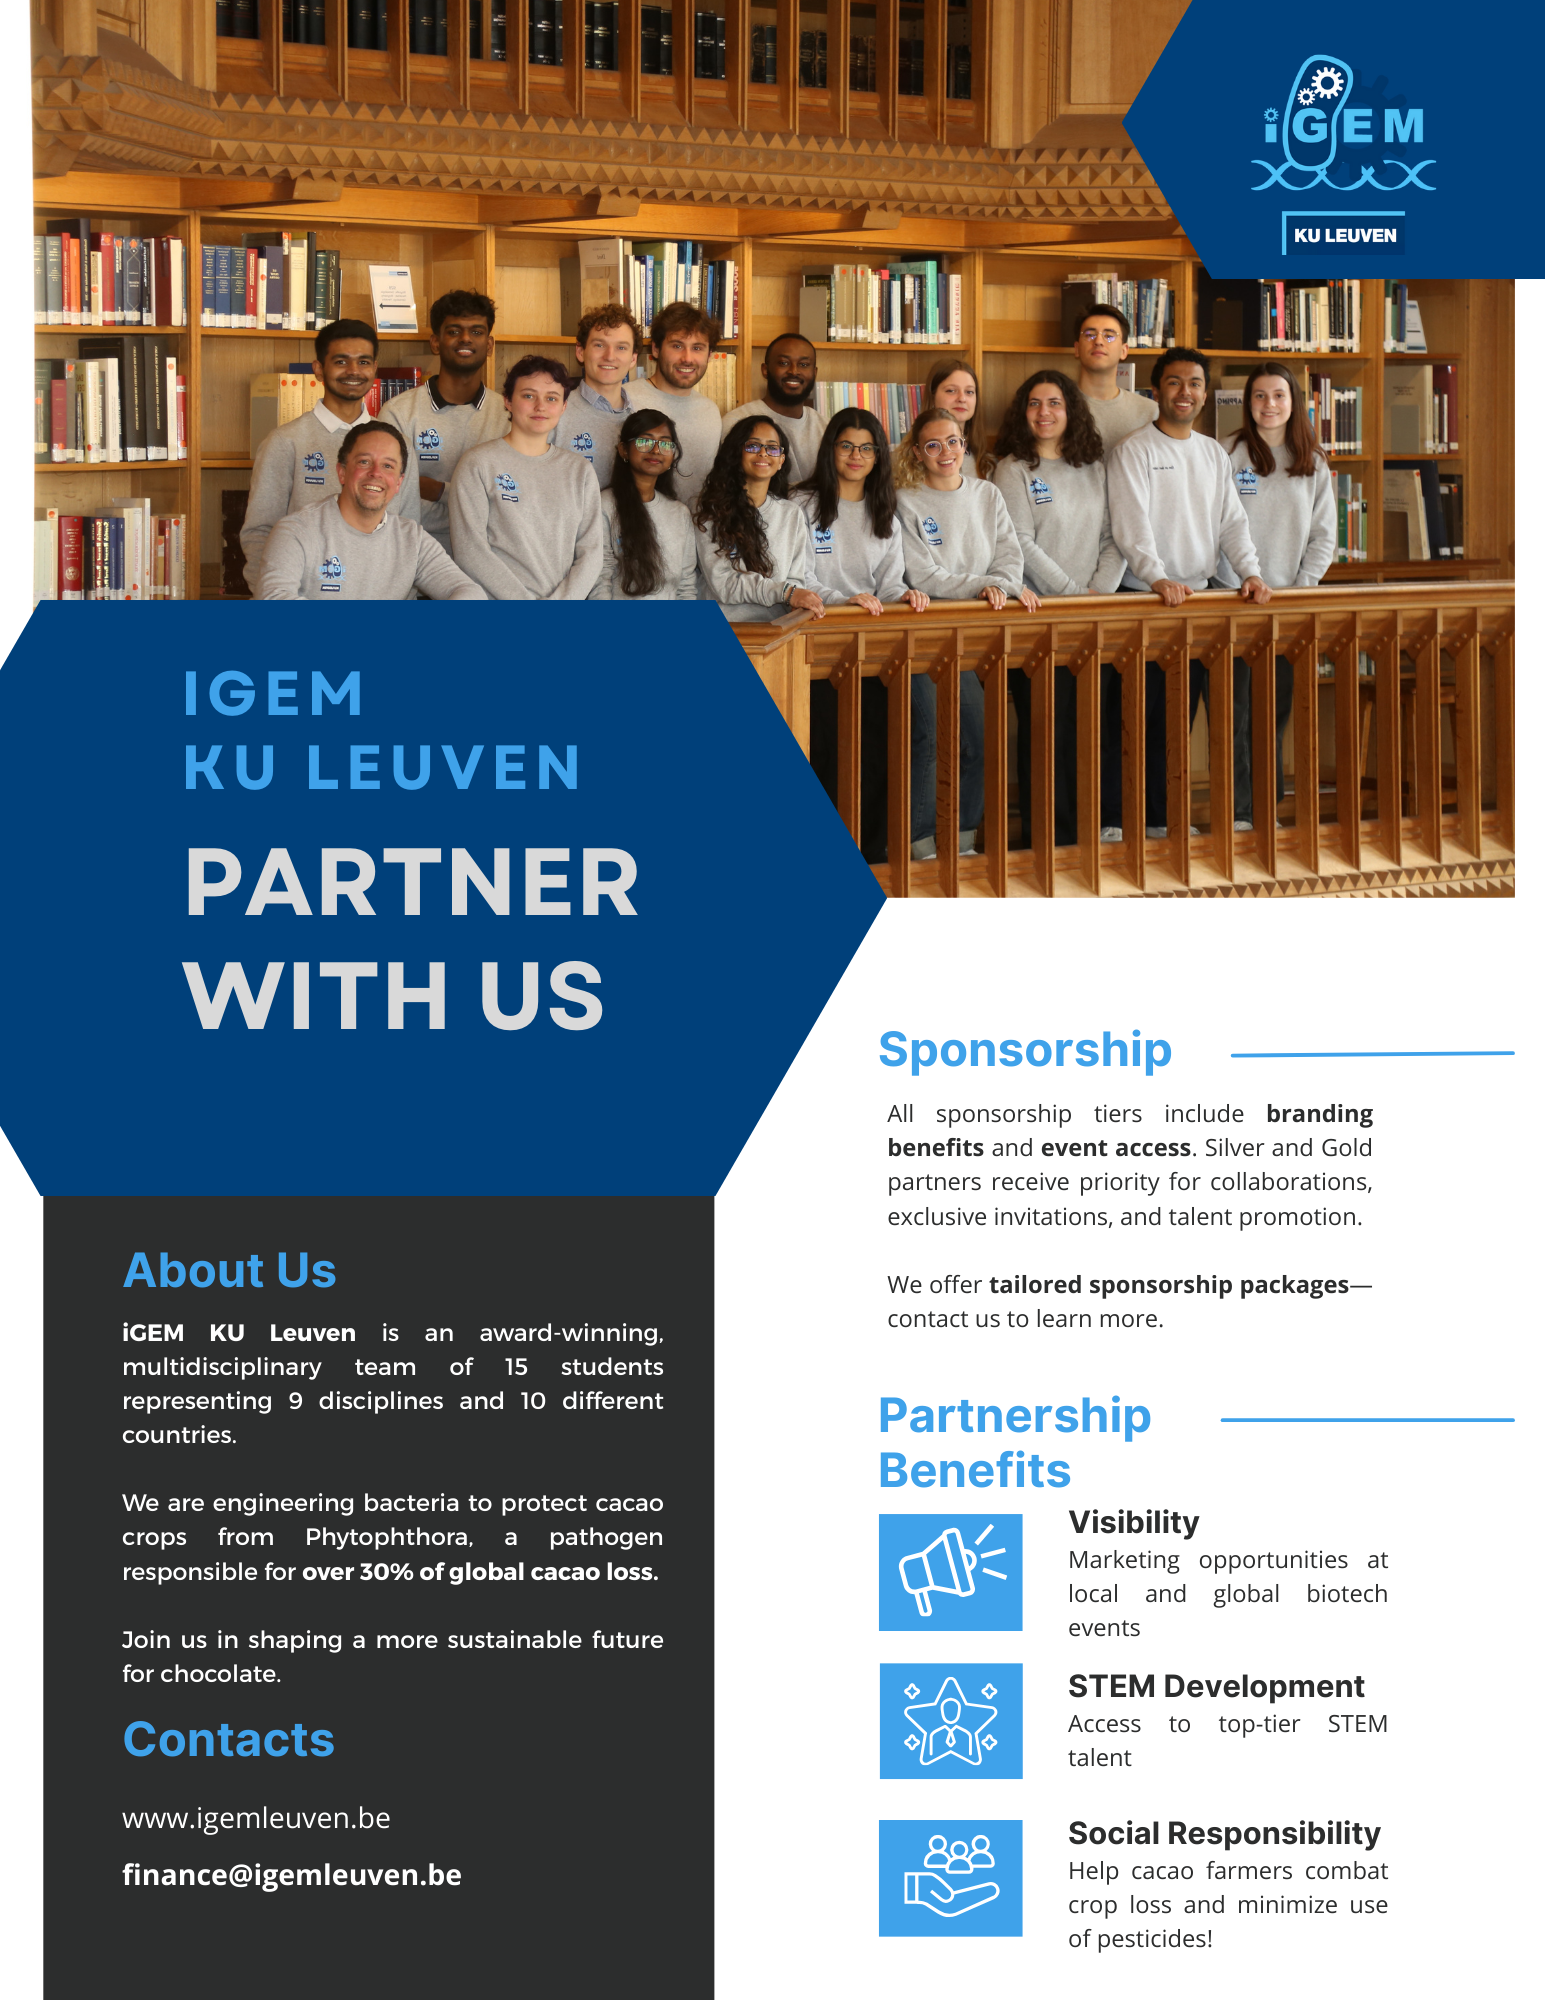 iGEM
KU LEUVEN
IGEM
KU LEUVEN
PARTNER
WITH US
About Us
iGEM KU Leuven is an award-winning,
multidisciplinary team of 15 students
representing 9 disciplines and 10 different
countries.
We are engineering bacteria to protect cacao
crops from Phytophthora, a pathogen
responsible for over 30% of global cacao loss.
Join us in shaping a more sustainable future
for chocolate.
Contacts
www.igemleuven.be
finance@igemleuven.be
Sponsorship
All sponsorship tiers include branding
benefits and event access. Silver and Gold
partners receive priority for collaborations,
exclusive invitations, and talent promotion.
We offer tailored sponsorship packages—
contact us to learn more.
Partnership
Benefits
Visibility
Marketing opportunities at
local and global biotech
events
STEM Development
Access to top-tier STEM
talent
Social Responsibility
Help cacao farmers combat
crop loss and minimize use
of pesticides!